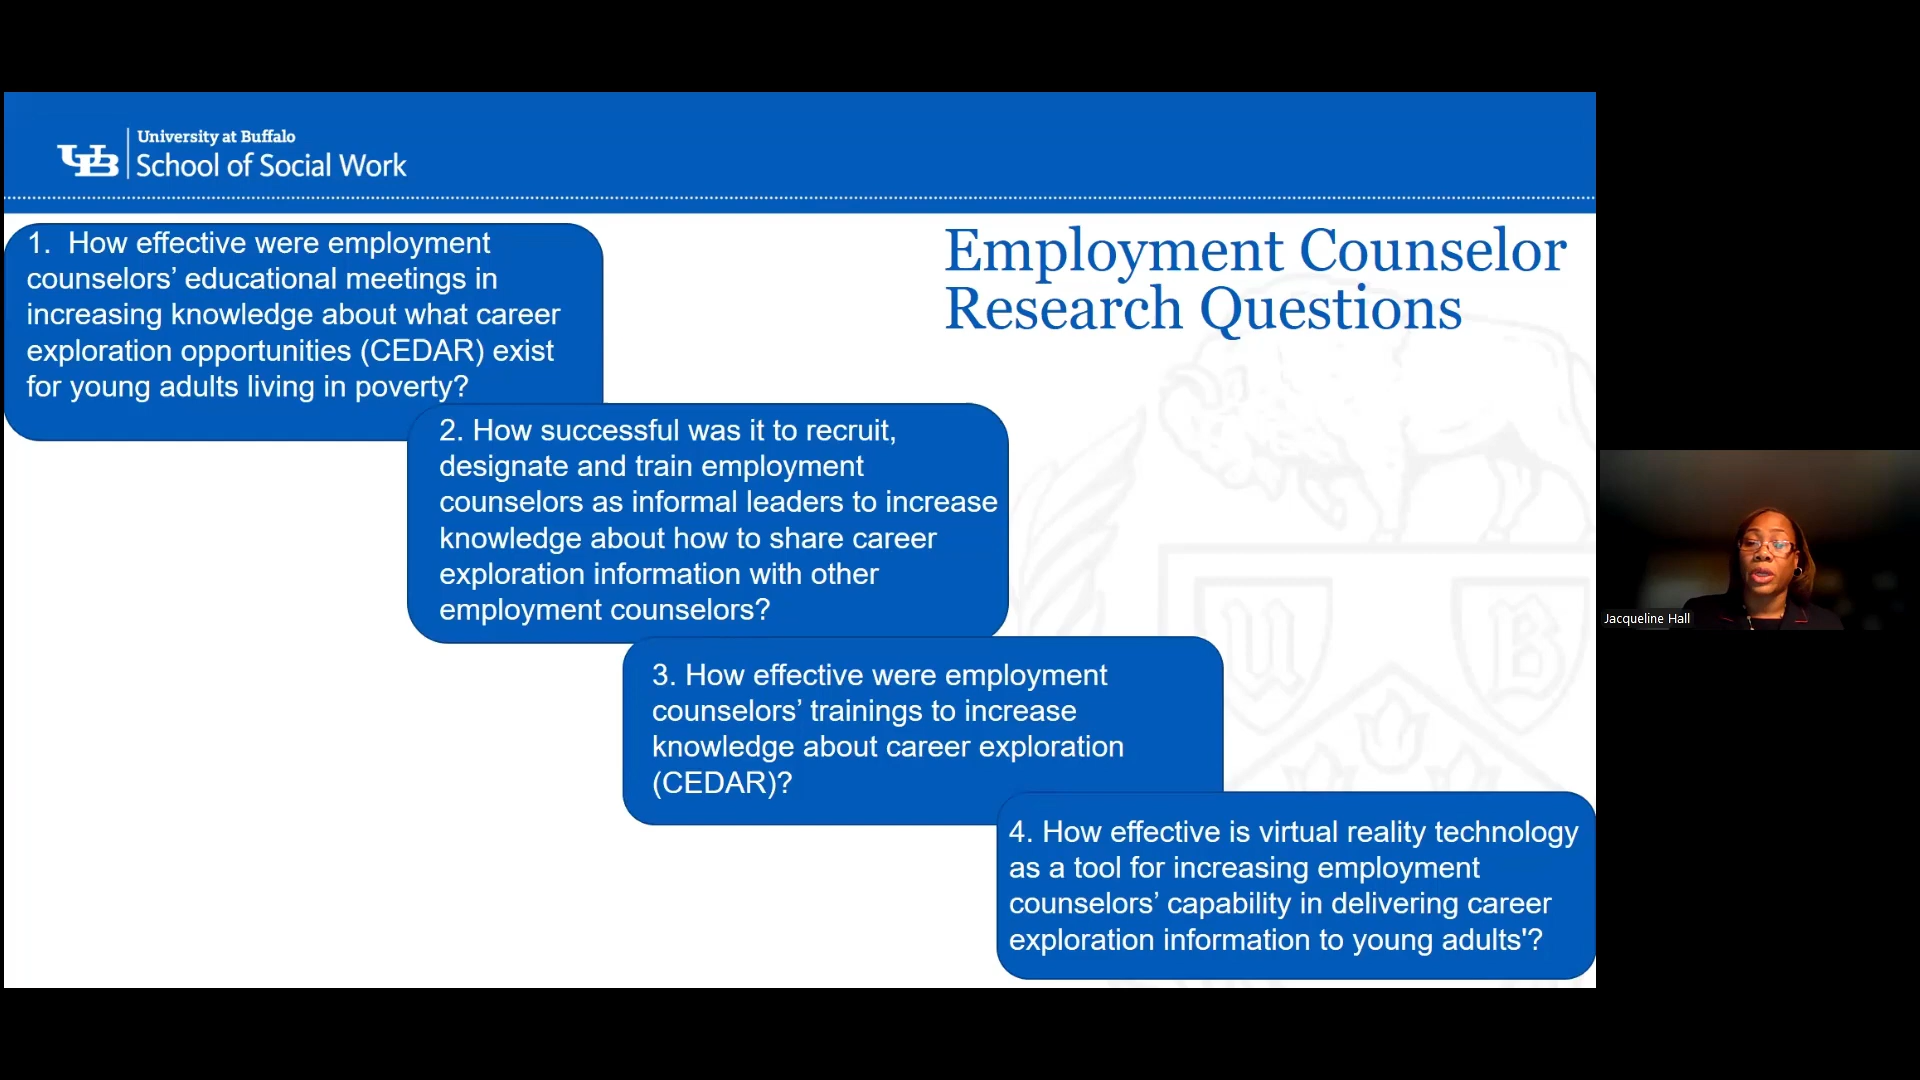 University at Buffalo
School of Social Work
Employment Counselor
Research Questions
1.  How effective were employment
counselors’ educational meetings in
increasing knowledge about what career
exploration opportunities (CEDAR) exist
for young adults living in poverty?
2. How successful was it to recruit,
designate and train employment
counselors as informal leaders to increase
knowledge about how to share career
exploration information with other
employment counselors?
3. How effective were employment
counselors’ trainings to increase
knowledge about career exploration
(CEDAR)?
4. How effective is virtual reality technology
as a tool for increasing employment
counselors’ capability in delivering career
exploration information to young adults'?
Jacqueline Hall
UB
U
B